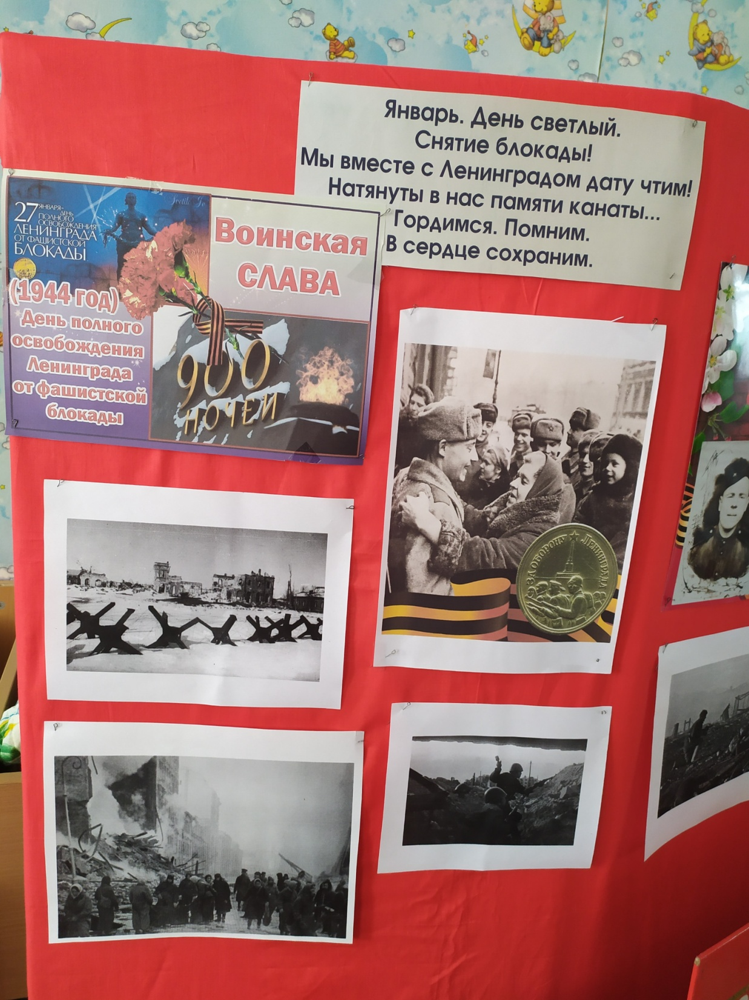 Январь. День светлый.
Снятие блокады!
Мы вместе с Ленинградом дату чтим!
Натянуты в нас памяти канаты...
Гордимся. Помним.
В сердце сохраним.
27 ЯНВАРЯ-ДЕНЬ
ПОЛНОГО
ОСВОБОЖДЕНИЯ
ЛЕНИНГРАДА
ОТ ФАШИСТСКОЙ
БЛОКАДЫ
(1944 год)
День полного
освобождения
Ленинграда
от фашистской
блокады
Воинская
СЛАВА
900
НОЧЕЙ
ЗА ОБОРОНУ ЛЕНИНГРАДА